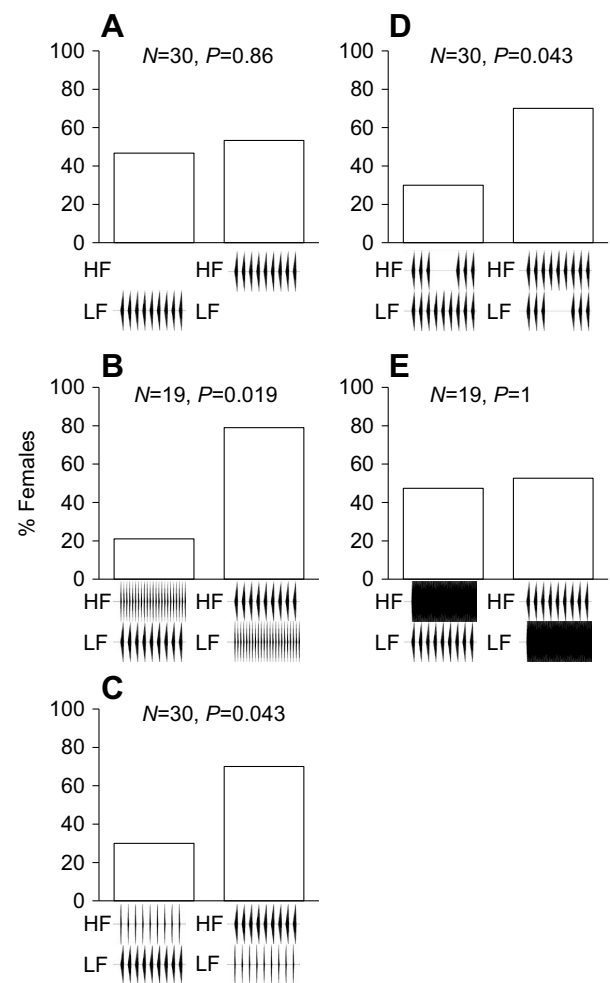 A
N=30, P=0.86
100
80
60
40
20
0
HF HF
LF LF
D
N=30, P=0.043
100
80
60
40
20
0
HF HF
LF LF
% Females
B
N=19, P=0.019
100
80
60
40
20
0
HF HF
LF LF
E
N=19, P=1
100
80
60
40
20
0
HF HF
LF LF
C
N=30, P=0.043
100
80
60
40
20
0
HF HF
LF LF